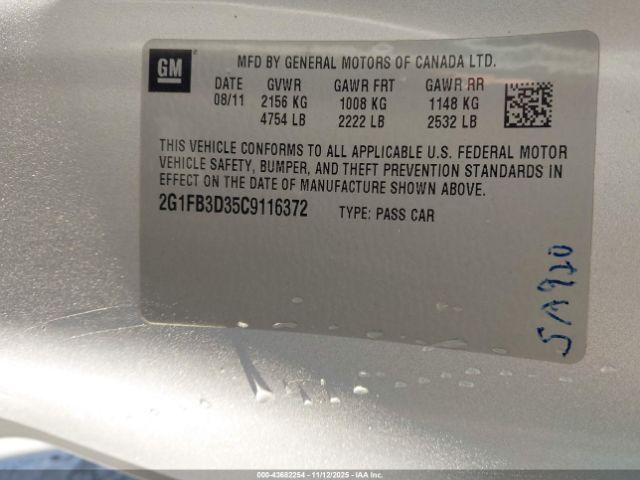 GM
MFD BY GENERAL MOTORS OF CANADA LTD.
DATE GVWR GAWR FRT GAWR RR
08/11 2156 KG 1008 KG 1148 KG
4754 LB 2222 LB 2532 LB
THIS VEHICLE CONFORMS TO ALL APPLICABLE U.S. FEDERAL MOTOR
VEHICLE SAFETY, BUMPER, AND THEFT PREVENTION STANDARDS IN
EFFECT ON THE DATE OF MANUFACTURE SHOWN ABOVE.
2G1FB3D35C9116372 TYPE: PASS CAR
000-43682254 - 11/12/2025 - IAA Inc.